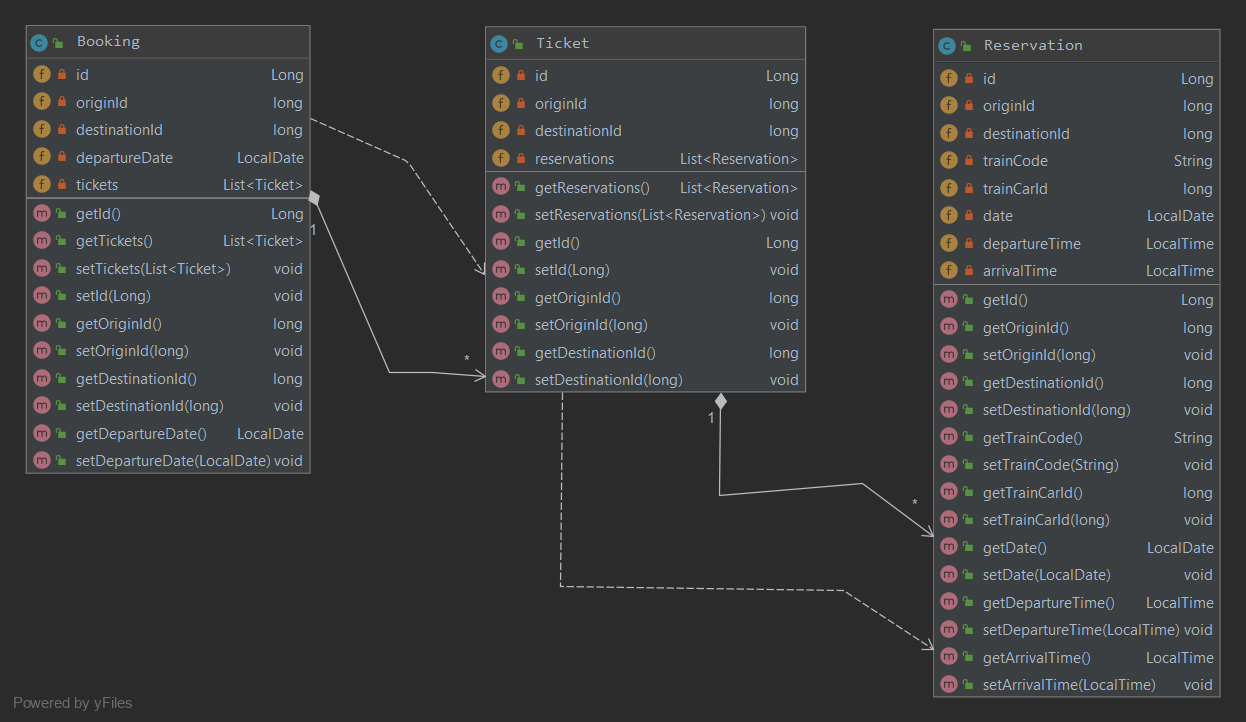 Booking
id Long
originId long
destinationId long
departureDate LocalDate
tickets List<Ticket>
getId() Long
getTickets() List<Ticket>
setTickets(List<Ticket>) void
setId(Long) void
getOriginId() long
setOriginId(long) void
getDestinationId() long
setDestinationId(long) void
getDepartureDate() LocalDate
setDepartureDate(LocalDate) void
1
*
Ticket
id Long
originId long
destinationId long
reservations List<Reservation>
getReservations() List<Reservation>
setReservations(List<Reservation>) void
getId() Long
setId(Long) void
getOriginId() long
setOriginId(long) void
getDestinationId() long
setDestinationId(long) void
1
*
Reservation
id Long
originId long
destinationId long
trainCode String
trainCarId long
date LocalDate
departureTime LocalTime
arrivalTime LocalTime
getId() Long
getOriginId() long
setOriginId(long) void
getDestinationId() long
setDestinationId(long) void
getTrainCode() String
setTrainCode(String) void
getTrainCarId() long
setTrainCarId(long) void
getDate() LocalDate
setDate(LocalDate) void
getDepartureTime() LocalTime
setDepartureTime(LocalTime) void
getArrivalTime() LocalTime
setArrivalTime(LocalTime) void
Powered by yFiles